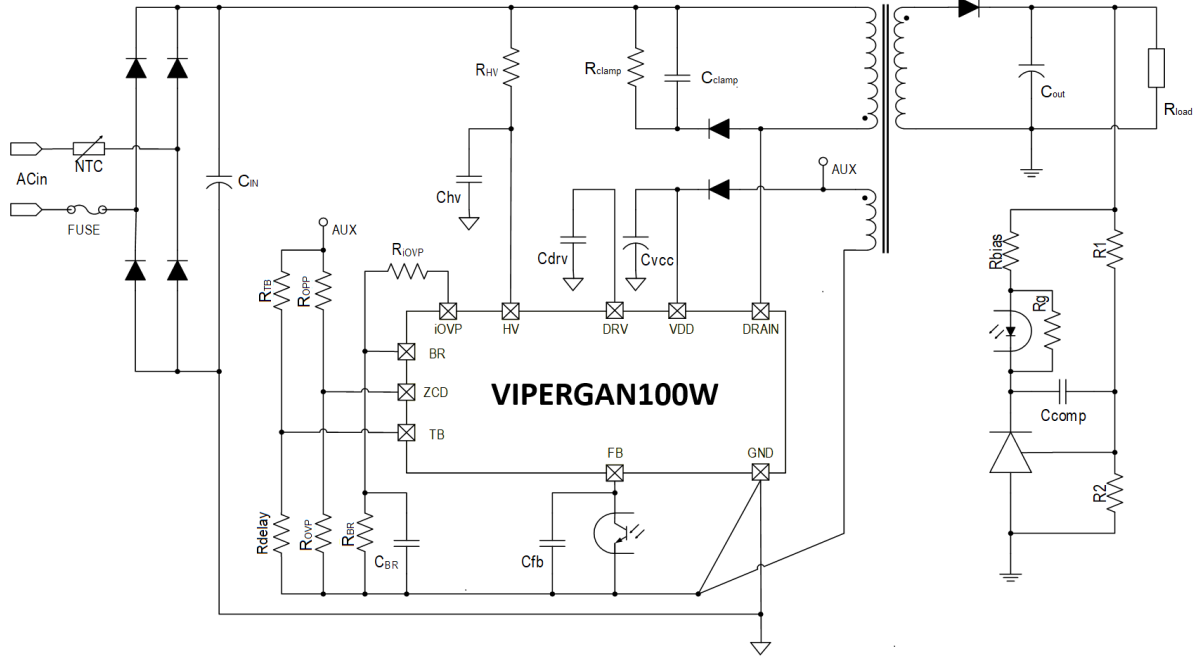 RHV
Rclamp
Cclamp
Cout
Rload
NTC
ACin
CIN
FUSE
Chv
AUX
AUX
RiOVP
Cdrv
Cvcc
Rbias
R1
RTB
ROPP
iOVP
HV
DRV
VDD
DRAIN
Rg
BR
ZCD
VIPERGAN100W
TB
Ccomp
FB
GND
R2
Rdelay
ROVP
RBR
CBR
Cfb